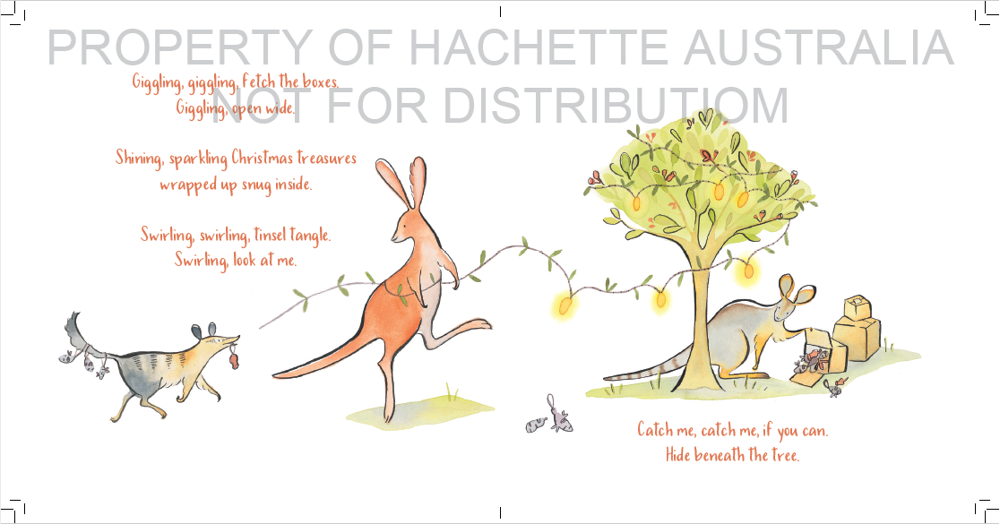 PROPERTY OF HACHETTE AUSTRALIA
NOT FOR DISTRIBUTIOM
Giggling, giggling, fetch the boxes.
Giggling, open wide.
Shining, sparkling Christmas treasures
wrapped up snug inside.
Swirling, swirling, tinsel tangle.
Swirling, look at me.
Catch me, catch me, if you can.
Hide beneath the tree.